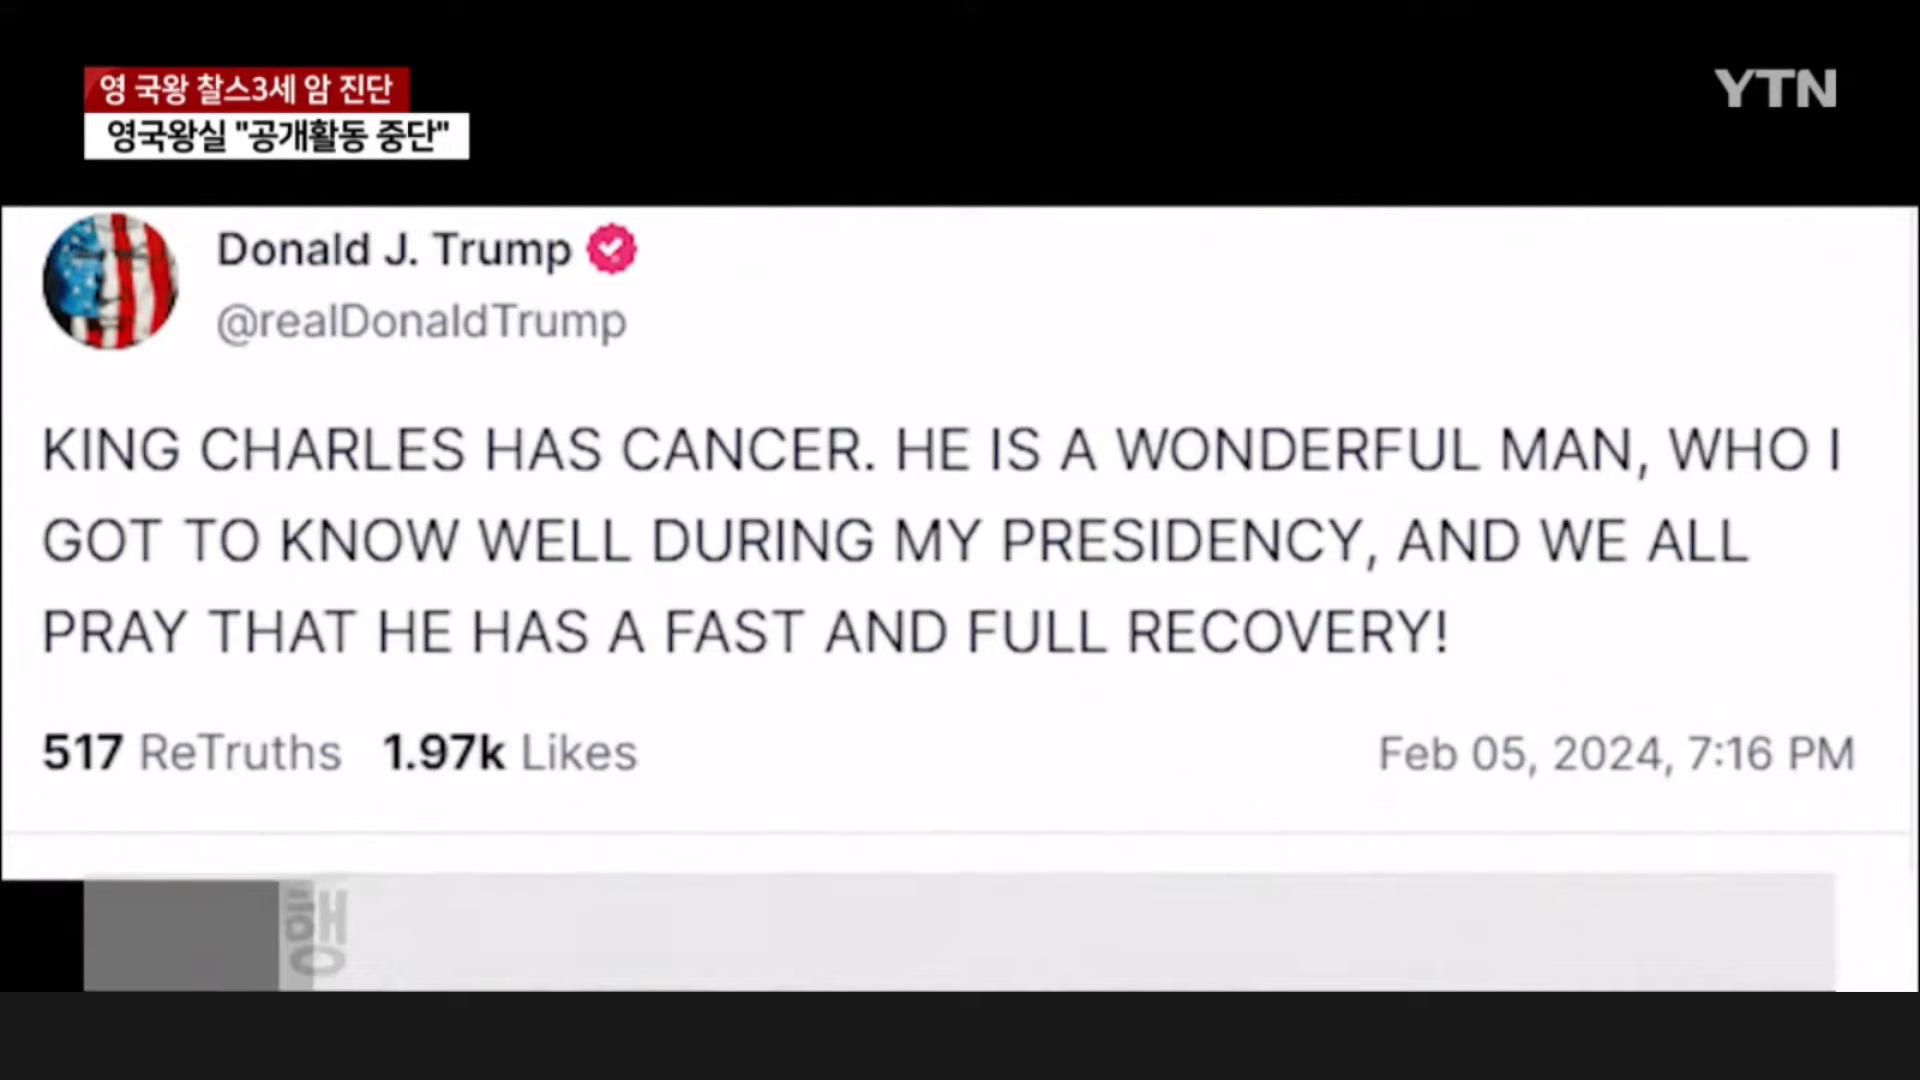 영 국왕 찰스3세 암 진단
YTN
영국왕실 "공개활동 중단"
Donald J. Trump
@realDonaldTrump
KING CHARLES HAS CANCER. HE IS A WONDERFUL MAN, WHO I
GOT TO KNOW WELL DURING MY PRESIDENCY, AND WE ALL
PRAY THAT HE HAS A FAST AND FULL RECOVERY!
517 ReTruths 1.97k Likes
Feb 05, 2024, 7:16 PM